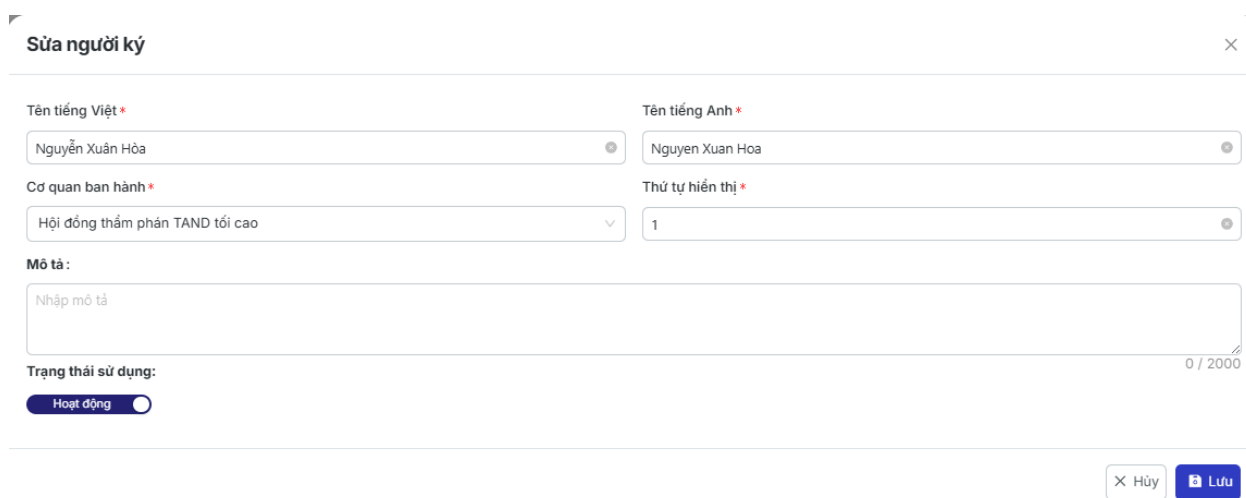 Sửa người ký
Tên tiếng Việt *
Tên tiếng Anh *
Nguyễn Xuân Hòa
Nguyen Xuan Hoa
Cơ quan ban hành *
Thứ tự hiển thị *
Hội đồng thẩm phán TAND tối cao
1
Mô tả :
Nhập mô tả
0 / 2000
Trạng thái sử dụng:
Hoạt động
Hủy
Lưu